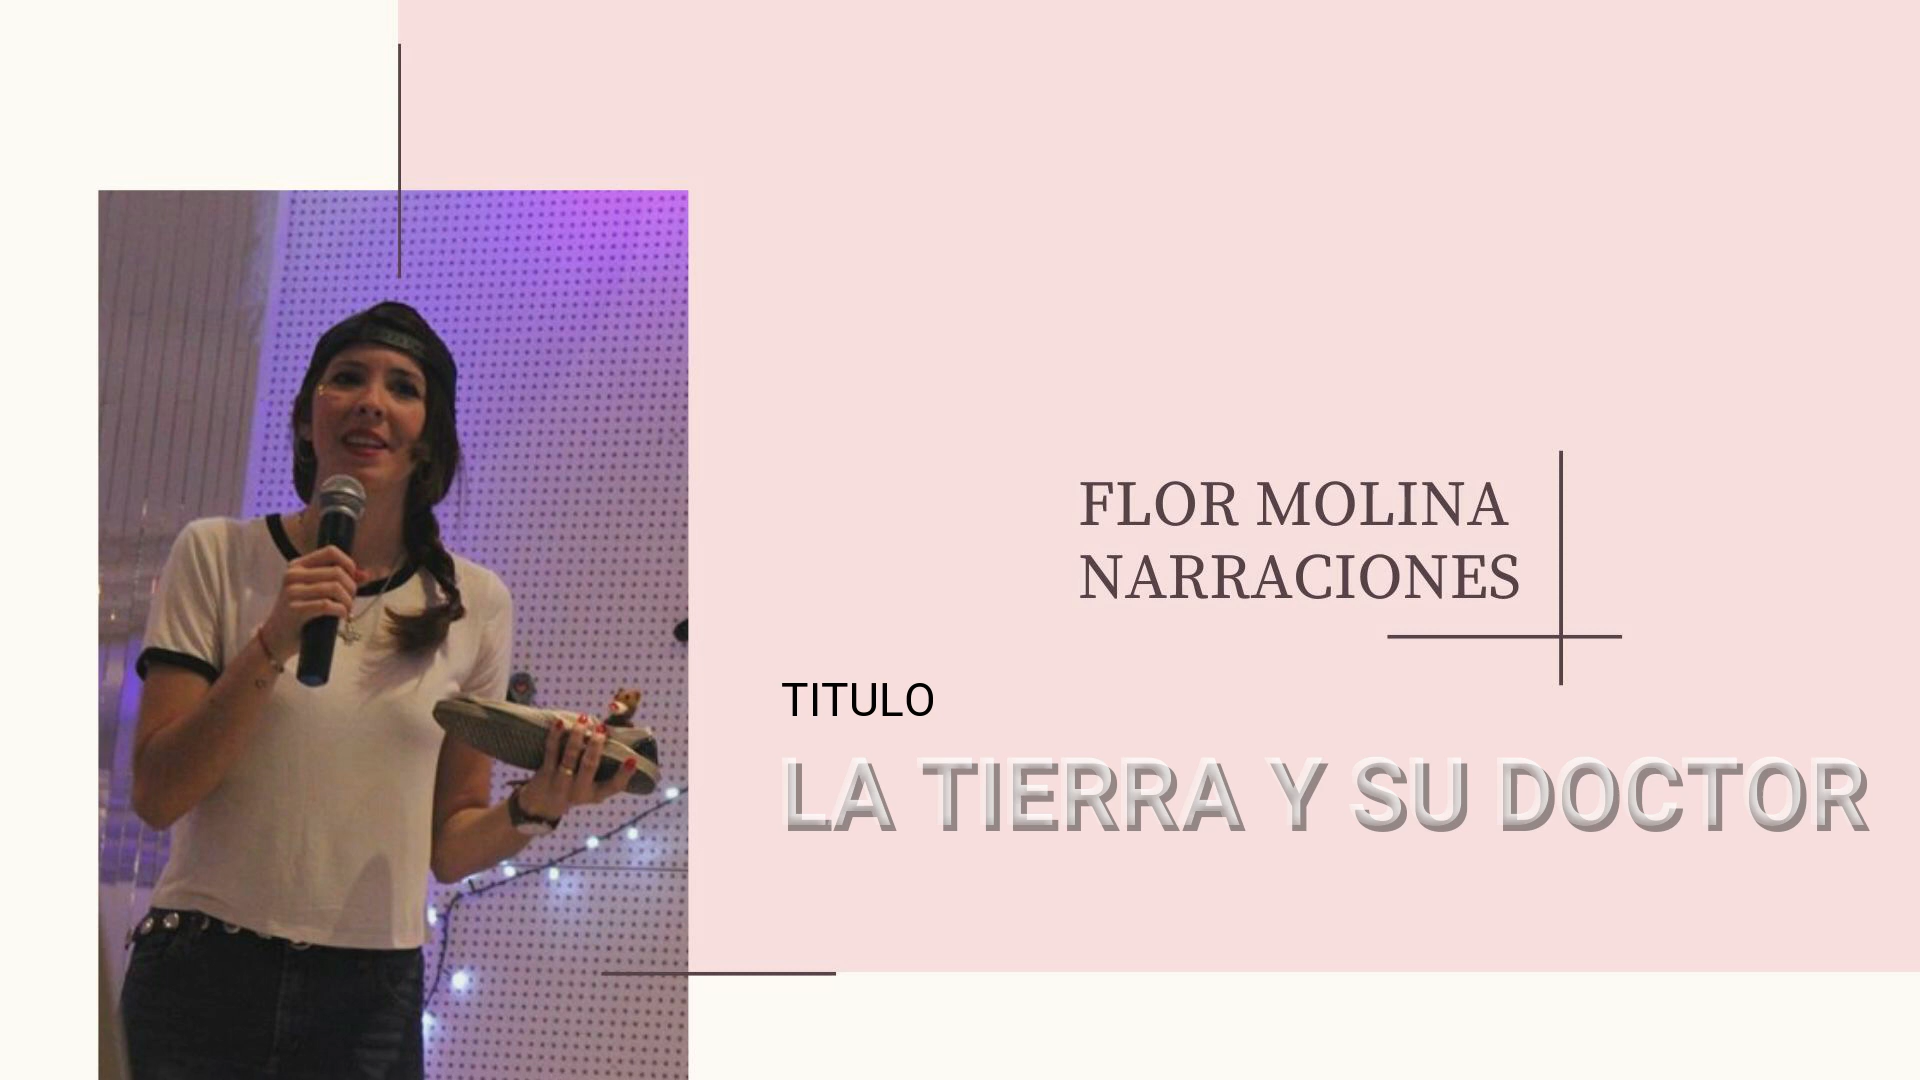 FLOR MOLINA
NARRACIONES
TITULO
LA TIERRA Y SU DOCTOR